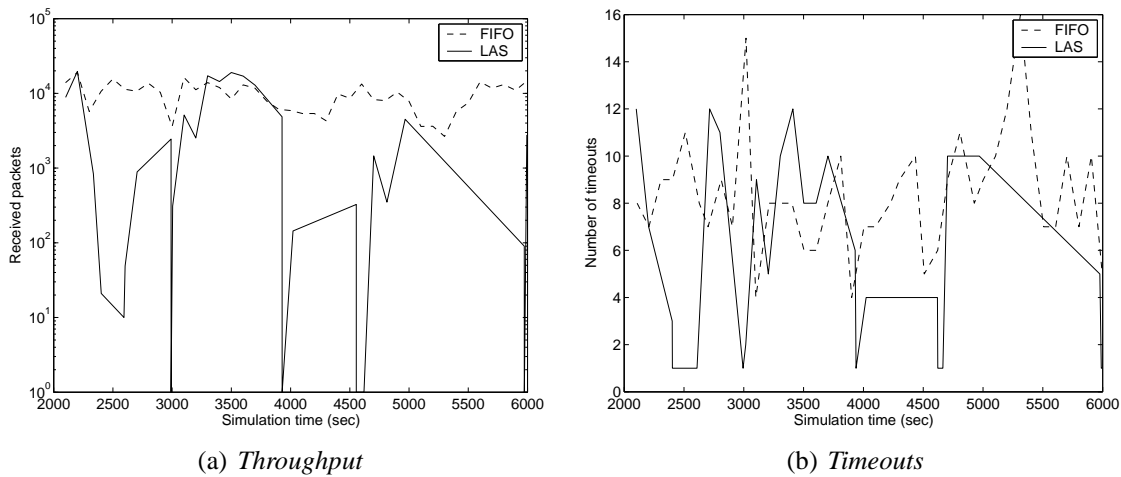 10^5
10^4
10^3
10^2
10^1
10^0
Received packets
FIFO
LAS
2000 2500 3000 3500 4000 4500 5000 5500 6000
Simulation time (sec)
(a) Throughput
16
14
12
10
8
6
4
2
0
Number of timeouts
FIFO
LAS
2000 2500 3000 3500 4000 4500 5000 5500 6000
Simulation time (sec)
(b) Timeouts